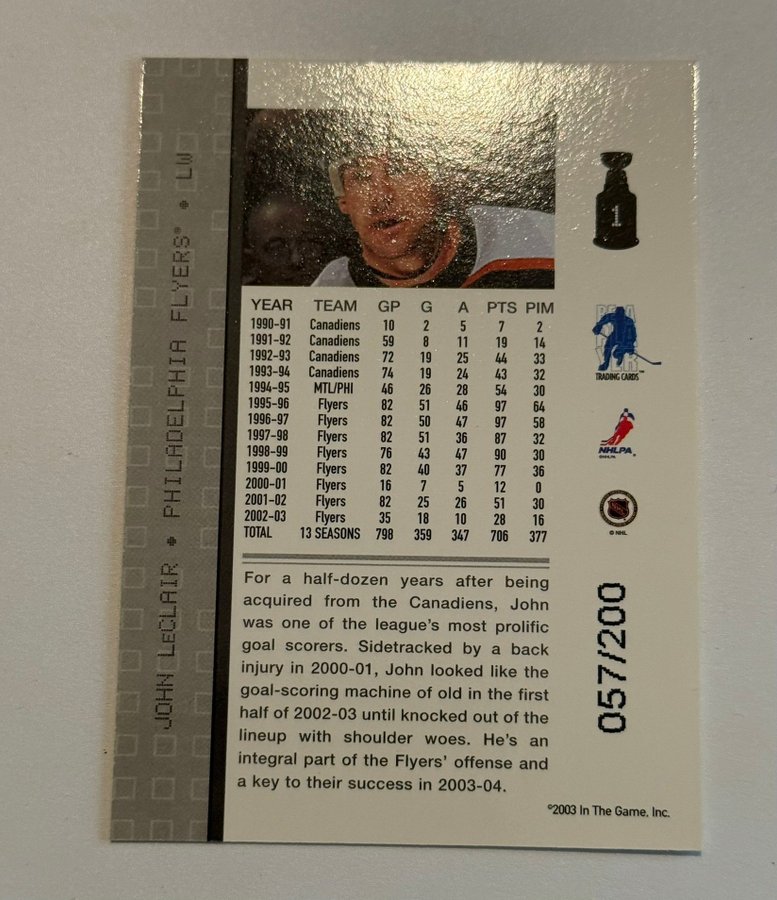 JOHN LeCLAIR • PHILADELPHIA FLYERS® • LW
YEAR TEAM GP G A PTS PIM
1990-91 Canadiens 10 2 5 7 2
1991-92 Canadiens 59 8 11 19 14
1992-93 Canadiens 72 19 25 44 33
1993-94 Canadiens 74 19 24 43 32
1994-95 MTL/PHI 46 26 28 54 30
1995-96 Flyers 82 51 46 97 64
1996-97 Flyers 82 50 47 97 58
1997-98 Flyers 82 51 36 87 32
1998-99 Flyers 76 43 47 90 30
1999-00 Flyers 82 40 37 77 36
2000-01 Flyers 16 7 5 12 0
2001-02 Flyers 82 25 26 51 30
2002-03 Flyers 35 18 10 28 16
TOTAL 13 SEASONS 798 359 347 706 377
For a half-dozen years after being
acquired from the Canadiens, John
was one of the league's most prolific
goal scorers. Sidetracked by a back
injury in 2000-01, John looked like the
goal-scoring machine of old in the first
half of 2002-03 until knocked out of the
lineup with shoulder woes. He's an
integral part of the Flyers' offense and
a key to their success in 2003-04.
1
BE A
PLAYER
TRADING CARDS™
NHLPA
©NHLPA
© NHL
057/200
©2003 In The Game, Inc.